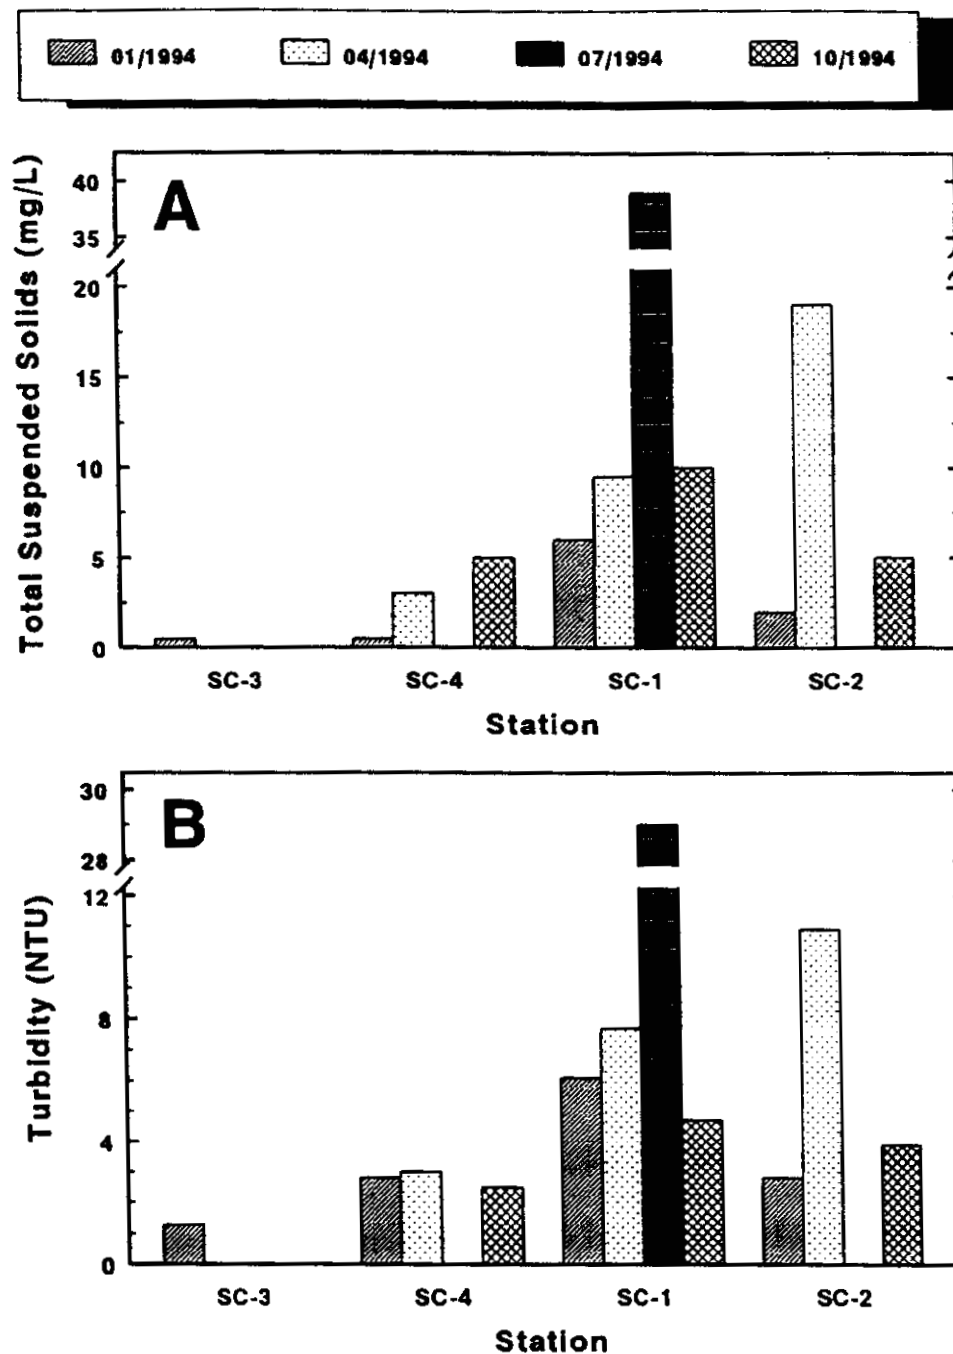 01/1994 04/1994 07/1994 10/1994
A
Total Suspended Solids (mg/L)
40
35
20
15
10
5
0
SC-3 SC-4 SC-1 SC-2
Station
B
Turbidity (NTU)
30
28
12
8
4
0
SC-3 SC-4 SC-1 SC-2
Station